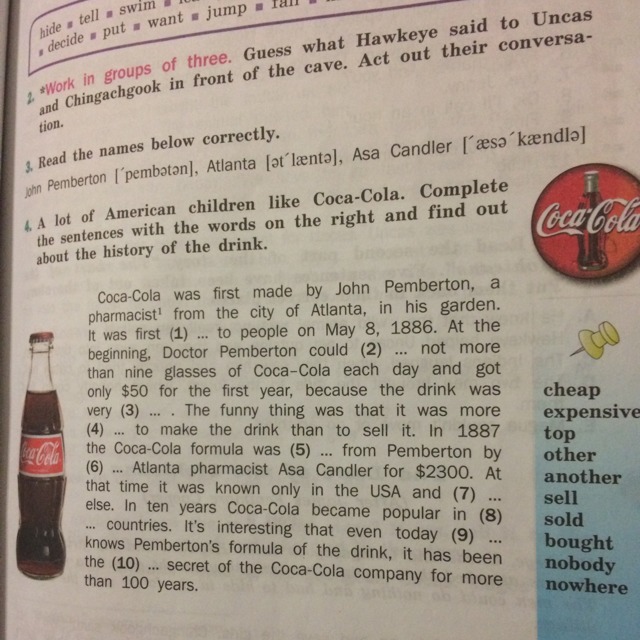 hide ▪ tell ▪ swim ▪
▪ decide ▪ put ▪ want ▪ jump ▪ fall ▪
2. *Work in groups of three. Guess what Hawkeye said to Uncas
and Chingachgook in front of the cave. Act out their conversa-
tion.
3. Read the names below correctly.
John Pemberton [ˊpembətən], Atlanta [ətˊlæntə], Asa Candler [ˊæsəˊkændlə]
4. A lot of American children like Coca-Cola. Complete
the sentences with the words on the right and find out
about the history of the drink.
Coca-Cola
Coca-Cola was first made by John Pemberton, a
pharmacist¹ from the city of Atlanta, in his garden.
It was first (1) ... to people on May 8, 1886. At the
beginning, Doctor Pemberton could (2) ... not more
than nine glasses of Coca-Cola each day and got
only $50 for the first year, because the drink was
very (3) ... . The funny thing was that it was more
(4) ... to make the drink than to sell it. In 1887
the Coca-Cola formula was (5) ... from Pemberton by
(6) ... Atlanta pharmacist Asa Candler for $2300. At
that time it was known only in the USA and (7) ...
else. In ten years Coca-Cola became popular in (8)
... countries. It's interesting that even today (9) ...
knows Pemberton's formula of the drink, it has been
the (10) ... secret of the Coca-Cola company for more
than 100 years.
Coca-Cola
cheap
expensive
top
other
another
sell
sold
bought
nobody
nowhere